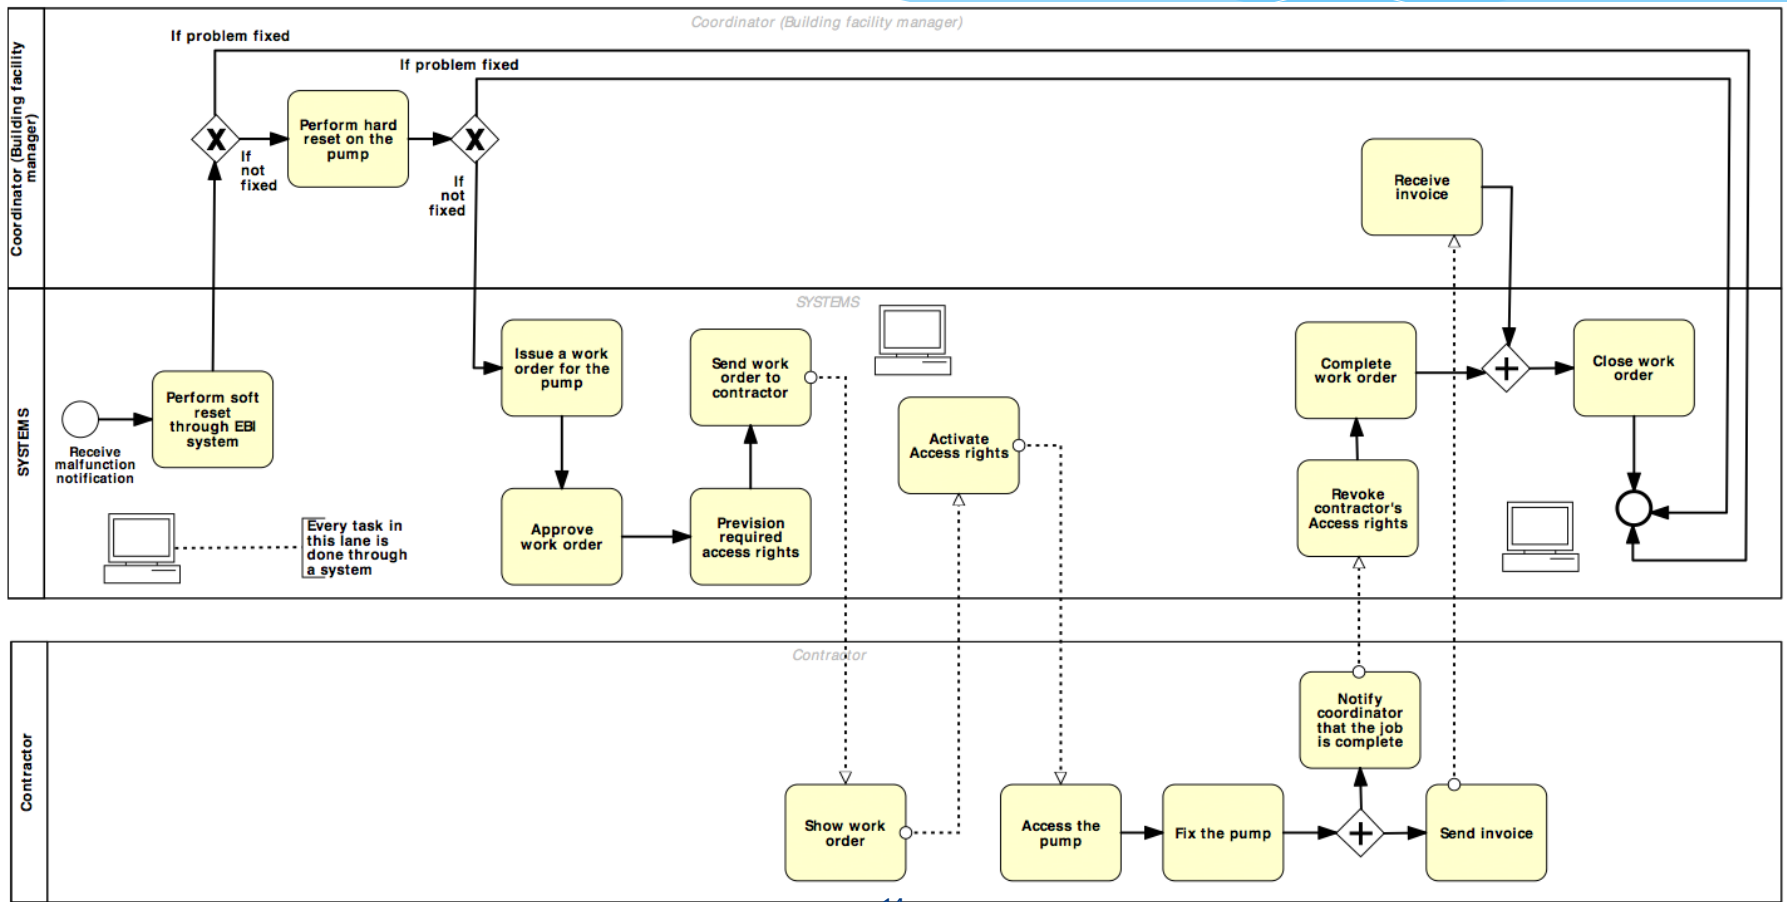 Coordinator (Building facility manager)
Coordinator (Building facility
manager)
If problem fixed
If problem fixed
X
If
not
fixed
Perform hard
reset on the
pump
X
If
not
fixed
Receive
invoice
SYSTEMS
SYSTEMS
Receive
malfunction
notification
Perform soft
reset
through EBI
system
Every task in
this lane is
done through
a system
Issue a work
order for the
pump
Approve
work order
Prevision
required
access rights
Send work
order to
contractor
Activate
Access rights
Revoke
contractor's
Access rights
Complete
work order
Close work
order
Contractor
Contractor
Show work
order
Access the
pump
Fix the pump
Notify
coordinator
that the job
is complete
Send invoice